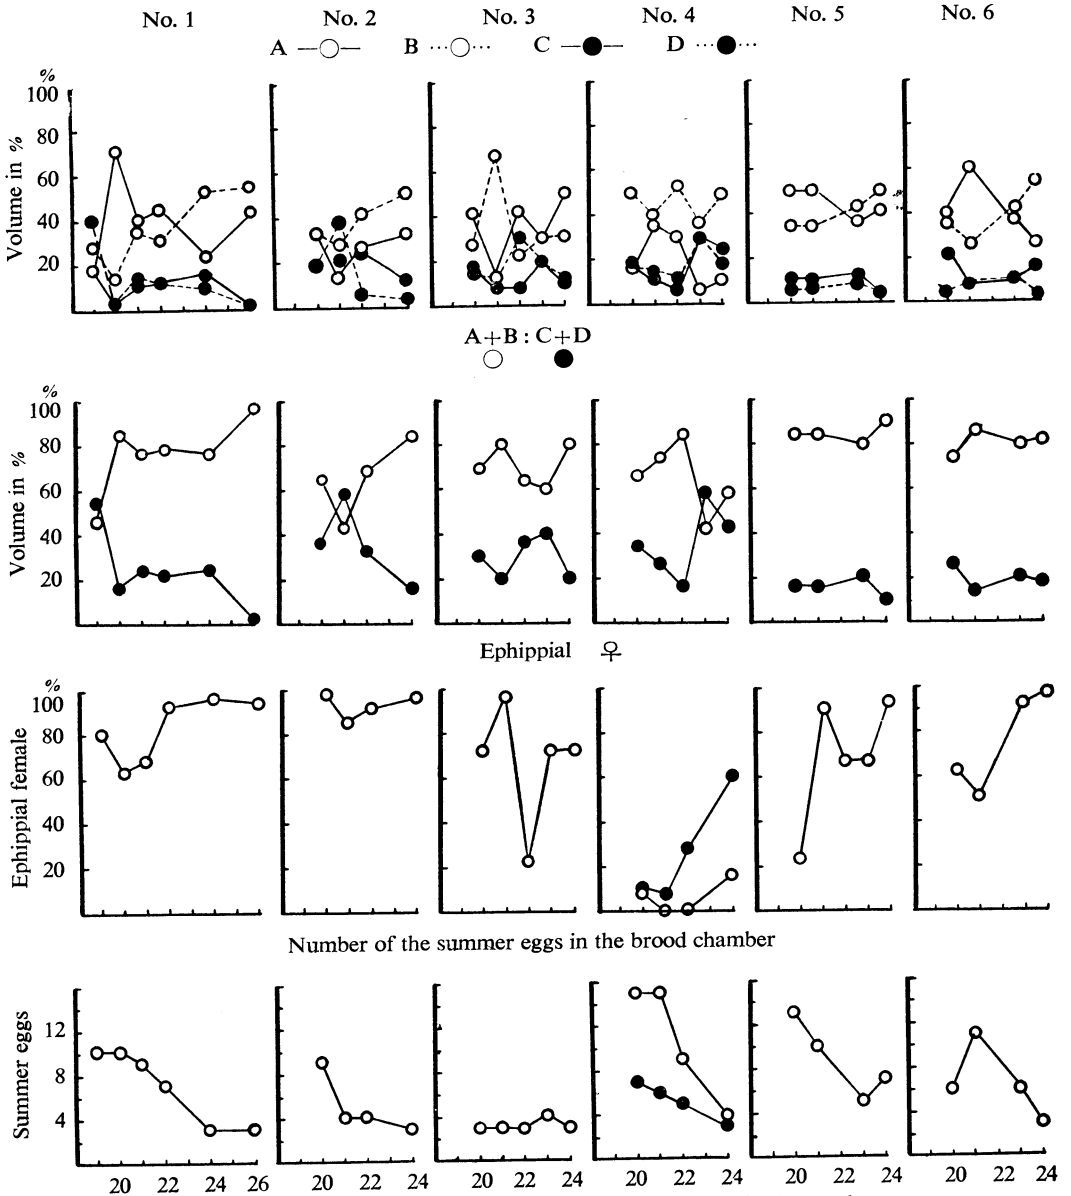 No. 1 No. 2 No. 3 No. 4 No. 5 No. 6
A B C D
%
100
80
60
40
20
Volume in %
A+B : C+D
%
100
80
60
40
20
Volume in %
Ephippial ♀
%
100
80
60
40
20
Ephippial female
Number of the summer eggs in the brood chamber
12
8
4
Summer eggs
20 22 24 26 20 22 24 20 22 24 20 22 24 20 22 24 20 22 24